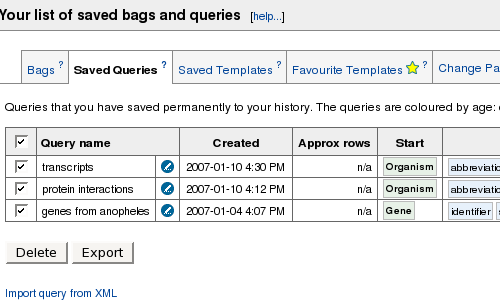 Your list of saved bags and queries [help...]
Bags ? Saved Queries ? Saved Templates ? Favourite Templates ? Change Pa
Queries that you have saved permanently to your history. The queries are coloured by age:
Query name Created Approx rows Start
transcripts 2007-01-10 4:30 PM n/a Organism abbreviatio
protein interactions 2007-01-10 4:12 PM n/a Organism abbreviatio
genes from anopheles 2007-01-04 4:07 PM n/a Gene identifier
Delete Export
Import query from XML